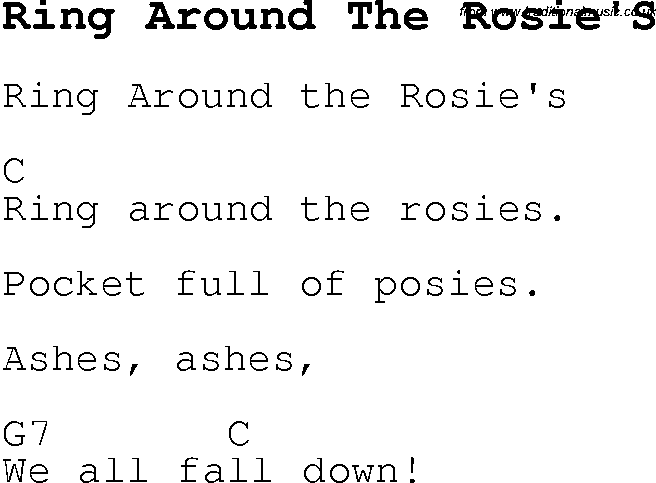 Ring Around The Rosie'S
from www.traditionalmusic.co.uk
Ring Around the Rosie's
C
Ring around the rosies.
Pocket full of posies.
Ashes, ashes,
G7 C
We all fall down!